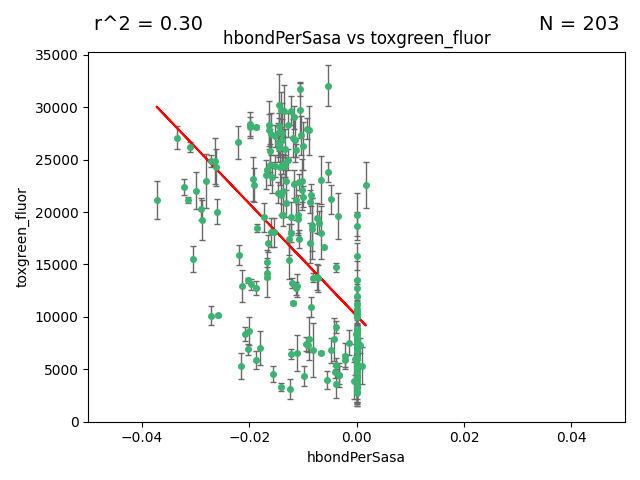 r^2 = 0.30
N = 203
hbondPerSasa vs toxgreen_fluor
35000
30000
25000
20000
15000
10000
5000
0
toxgreen_fluor
−0.04
−0.02
0.00
0.02
0.04
hbondPerSasa